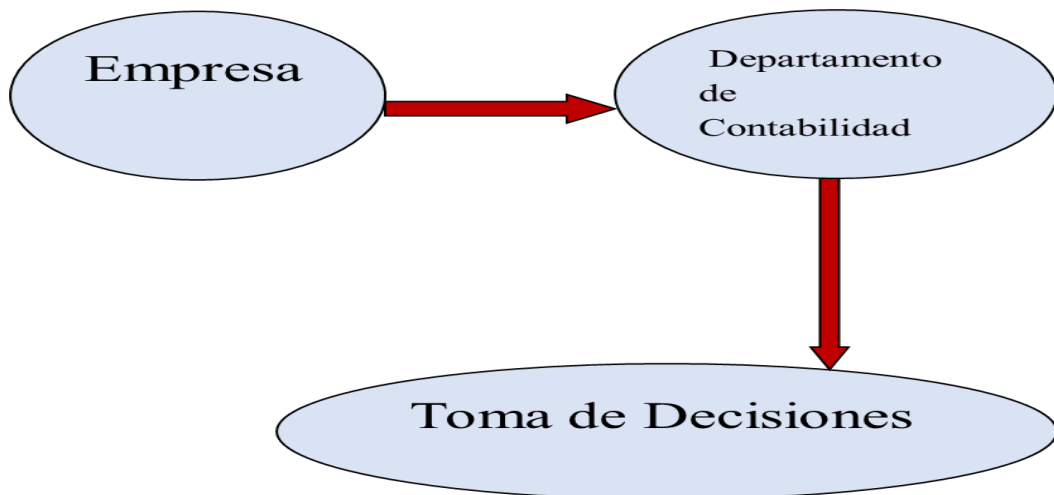 Empresa
Departamento
de
Contabilidad
Toma de Decisiones